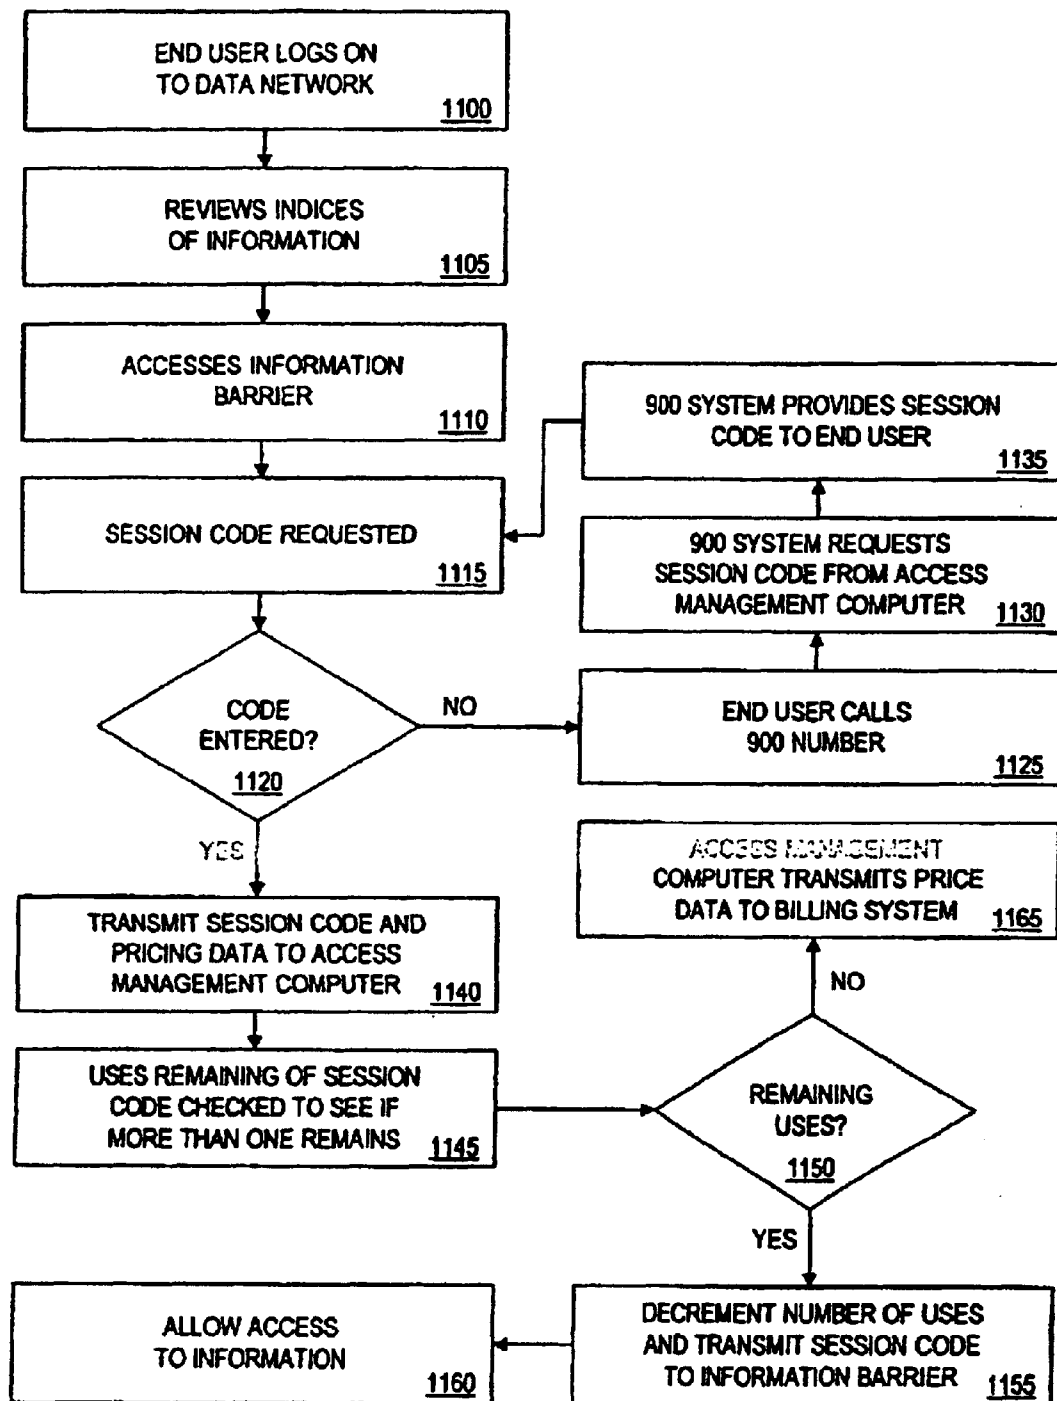 END USER LOGS ON
TO DATA NETWORK
1100
REVIEWS INDICES
OF INFORMATION
1105
ACCESSES INFORMATION
BARRIER
1110
SESSION CODE REQUESTED
1115
CODE
ENTERED?
1120
NO
YES
END USER CALLS
900 NUMBER
1125
900 SYSTEM REQUESTS
SESSION CODE FROM ACCESS
MANAGEMENT COMPUTER
1130
900 SYSTEM PROVIDES SESSION
CODE TO END USER
1135
TRANSMIT SESSION CODE AND
PRICING DATA TO ACCESS
MANAGEMENT COMPUTER
1140
USES REMAINING OF SESSION
CODE CHECKED TO SEE IF
MORE THAN ONE REMAINS
1145
REMAINING
USES?
1150
NO
ACCESS MANAGEMENT
COMPUTER TRANSMITS PRICE
DATA TO BILLING SYSTEM
1165
YES
DECREMENT NUMBER OF USES
AND TRANSMIT SESSION CODE
TO INFORMATION BARRIER
1155
ALLOW ACCESS
TO INFORMATION
1160